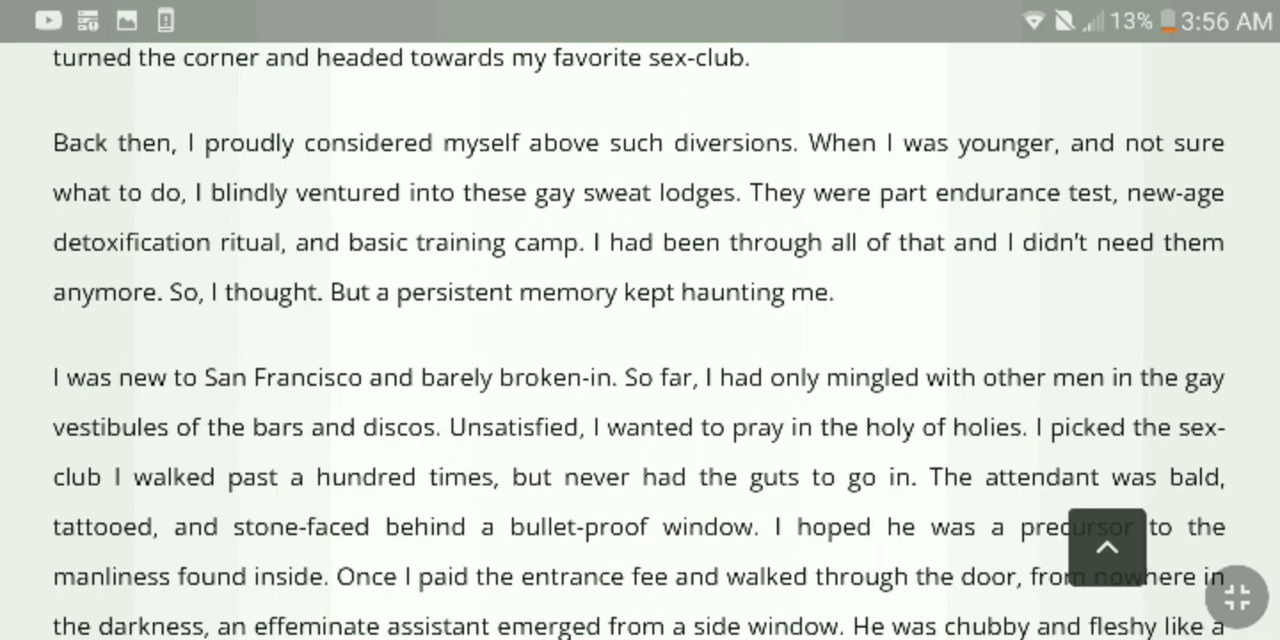 13% 3:56 AM
turned the corner and headed towards my favorite sex-club.
Back then, I proudly considered myself above such diversions. When I was younger, and not sure
what to do, I blindly ventured into these gay sweat lodges. They were part endurance test, new-age
detoxification ritual, and basic training camp. I had been through all of that and I didn't need them
anymore. So, I thought. But a persistent memory kept haunting me.
I was new to San Francisco and barely broken-in. So far, I had only mingled with other men in the gay
vestibules of the bars and discos. Unsatisfied, I wanted to pray in the holy of holies. I picked the sex-
club I walked past a hundred times, but never had the guts to go in. The attendant was bald,
tattooed, and stone-faced behind a bullet-proof window. I hoped he was a precursor to the
manliness found inside. Once I paid the entrance fee and walked through the door, from nowhere in
the darkness, an effeminate assistant emerged from a side window. He was chubby and fleshy like a